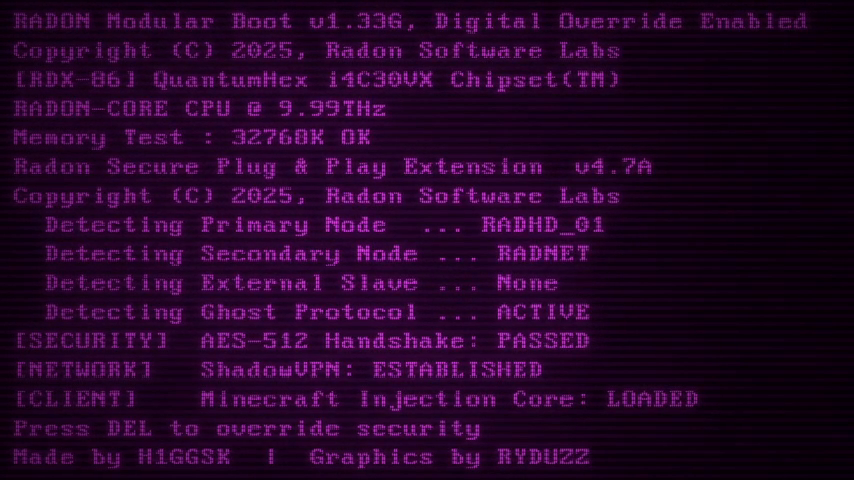 RADON Modular Boot v1.33G, Digital Override Enabled
Copyright (C) 2025, Radon Software Labs
[RDX-86] QuantumHex i4C30VX Chipset(TM)
RADON-CORE CPU @ 9.99THz
Memory Test : 32768K OK
Radon Secure Plug & Play Extension  v4.7A
Copyright (C) 2025, Radon Software Labs
  Detecting Primary Node  ... RADHD_01
  Detecting Secondary Node ... RADNET
  Detecting External Slave ... None
  Detecting Ghost Protocol ... ACTIVE
[SECURITY]  AES-512 Handshake: PASSED
[NETWORK]   ShadowVPN: ESTABLISHED
[CLIENT]    Minecraft Injection Core: LOADED
Press DEL to override security
Made by H1GGSK  |  Graphics by RYDUZZ